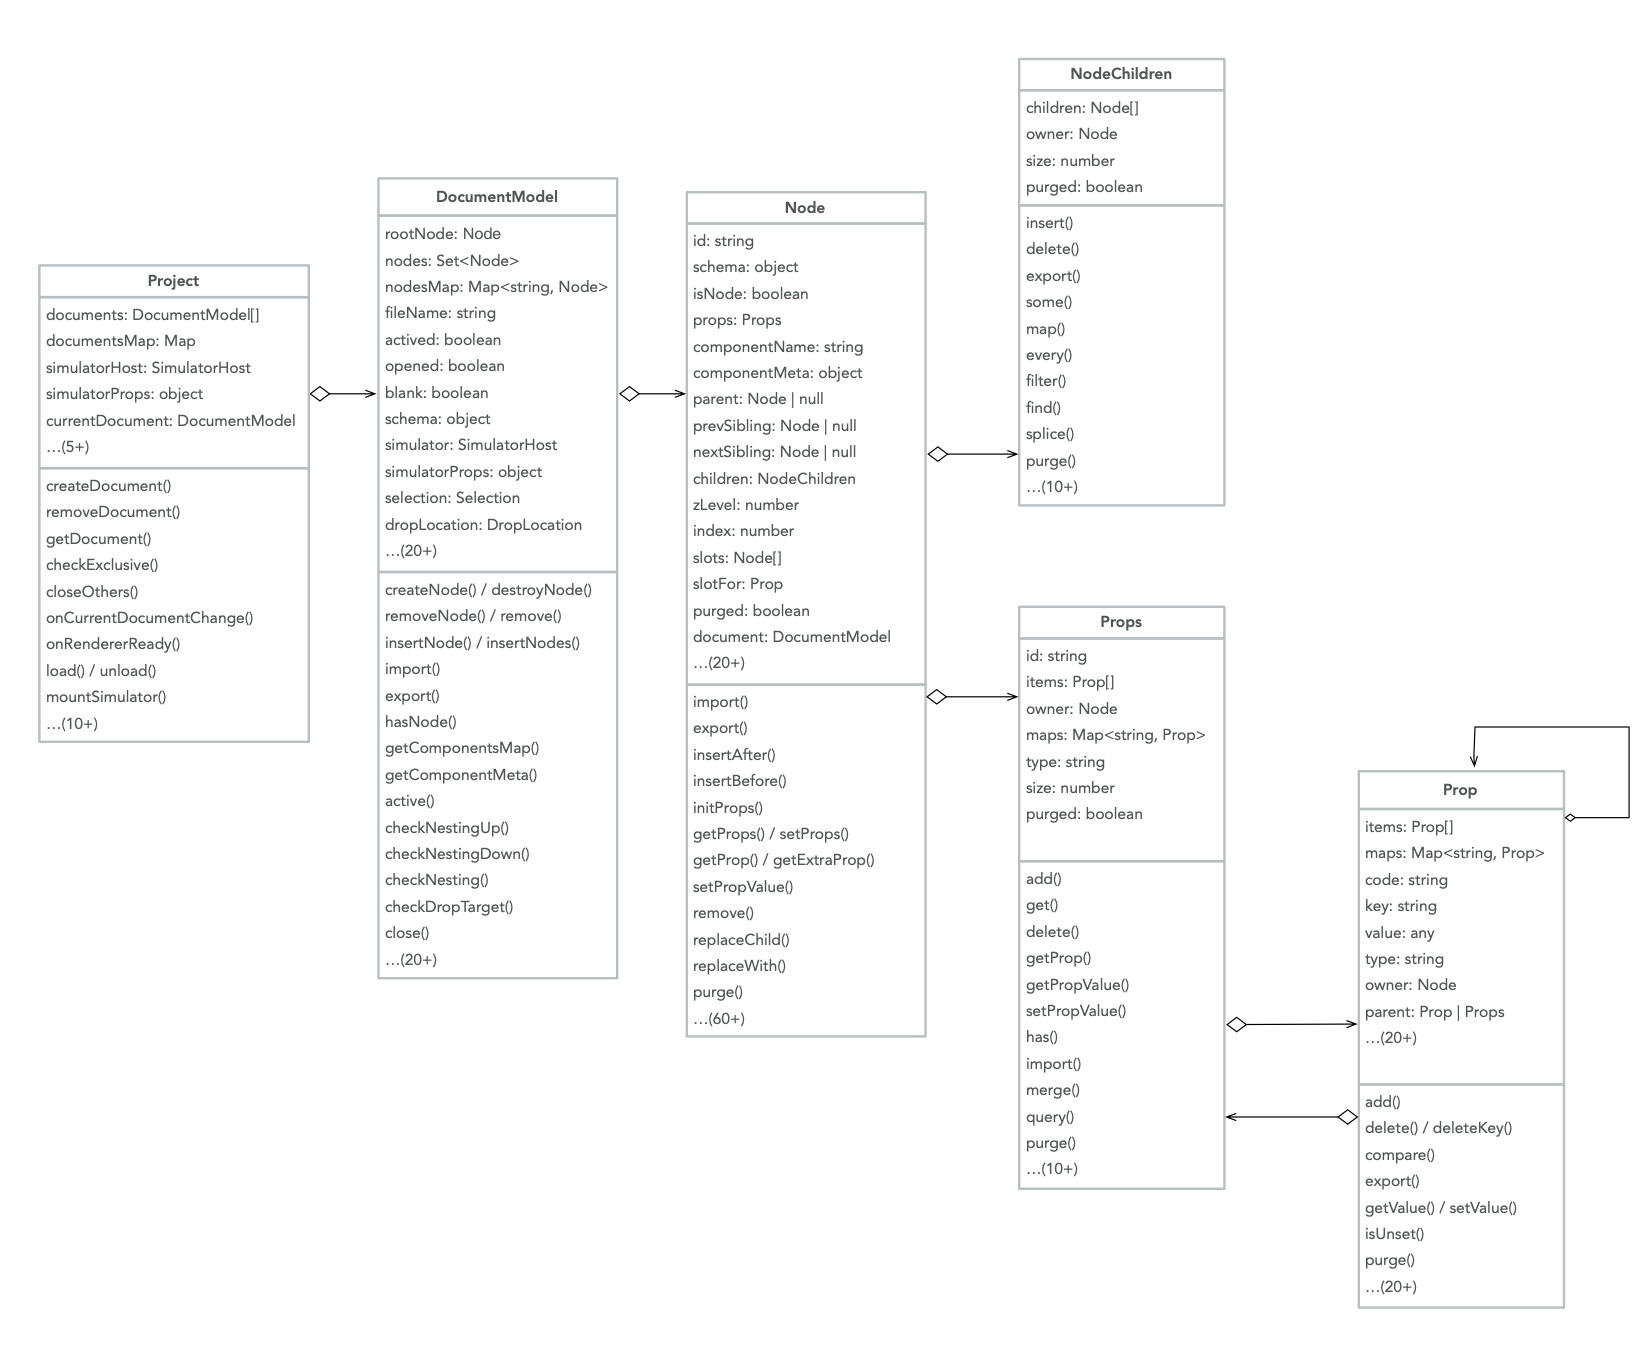 Project
documents: DocumentModel[]
documentsMap: Map
simulatorHost: SimulatorHost
simulatorProps: object
currentDocument: DocumentModel
...(5+)
createDocument()
removeDocument()
getDocument()
checkExclusive()
closeOthers()
onCurrentDocumentChange()
onRendererReady()
load() / unload()
mountSimulator()
...(10+)
DocumentModel
rootNode: Node
nodes: Set<Node>
nodesMap: Map<string, Node>
fileName: string
actived: boolean
opened: boolean
blank: boolean
schema: object
simulator: SimulatorHost
simulatorProps: object
selection: Selection
dropLocation: DropLocation
...(20+)
createNode() / destroyNode()
removeNode() / remove()
insertNode() / insertNodes()
import()
export()
hasNode()
getComponentsMap()
getComponentMeta()
active()
checkNestingUp()
checkNestingDown()
checkNesting()
checkDropTarget()
close()
...(20+)
Node
id: string
schema: object
isNode: boolean
props: Props
componentName: string
componentMeta: object
parent: Node | null
prevSibling: Node | null
nextSibling: Node | null
children: NodeChildren
zLevel: number
index: number
slots: Node[]
slotFor: Prop
purged: boolean
document: DocumentModel
...(20+)
import()
export()
insertAfter()
insertBefore()
initProps()
getProps() / setProps()
getProp() / getExtraProp()
setPropValue()
remove()
replaceChild()
replaceWith()
purge()
...(60+)
NodeChildren
children: Node[]
owner: Node
size: number
purged: boolean
insert()
delete()
export()
some()
map()
every()
filter()
find()
splice()
purge()
...(10+)
Props
id: string
items: Prop[]
owner: Node
maps: Map<string, Prop>
type: string
size: number
purged: boolean
add()
get()
delete()
getProp()
getPropValue()
setPropValue()
has()
import()
merge()
query()
purge()
...(10+)
Prop
items: Prop[]
maps: Map<string, Prop>
code: string
key: string
value: any
type: string
owner: Node
parent: Prop | Props
...(20+)
add()
delete() / deleteKey()
compare()
export()
getValue() / setValue()
isUnset()
purge()
...(20+)